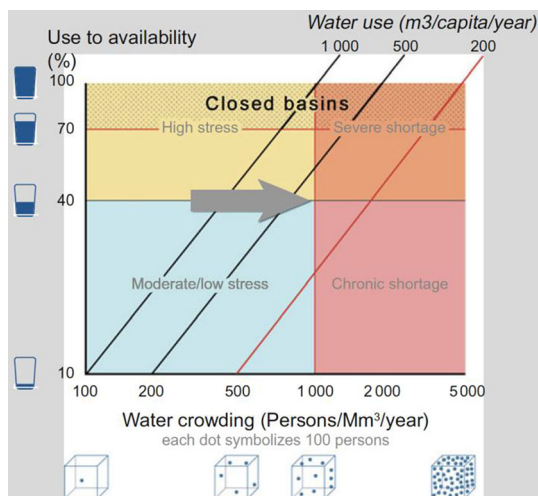 Water use (m3/capita/year)
Use to availability
(%)
1 000 500 200
100
Closed basins
70
High stress Severe shortage
40
Moderate/low stress Chronic shortage
10
100 200 500 1 000 2 000 5000
Water crowding (Persons/Mm³/year)
each dot symbolizes 100 persons